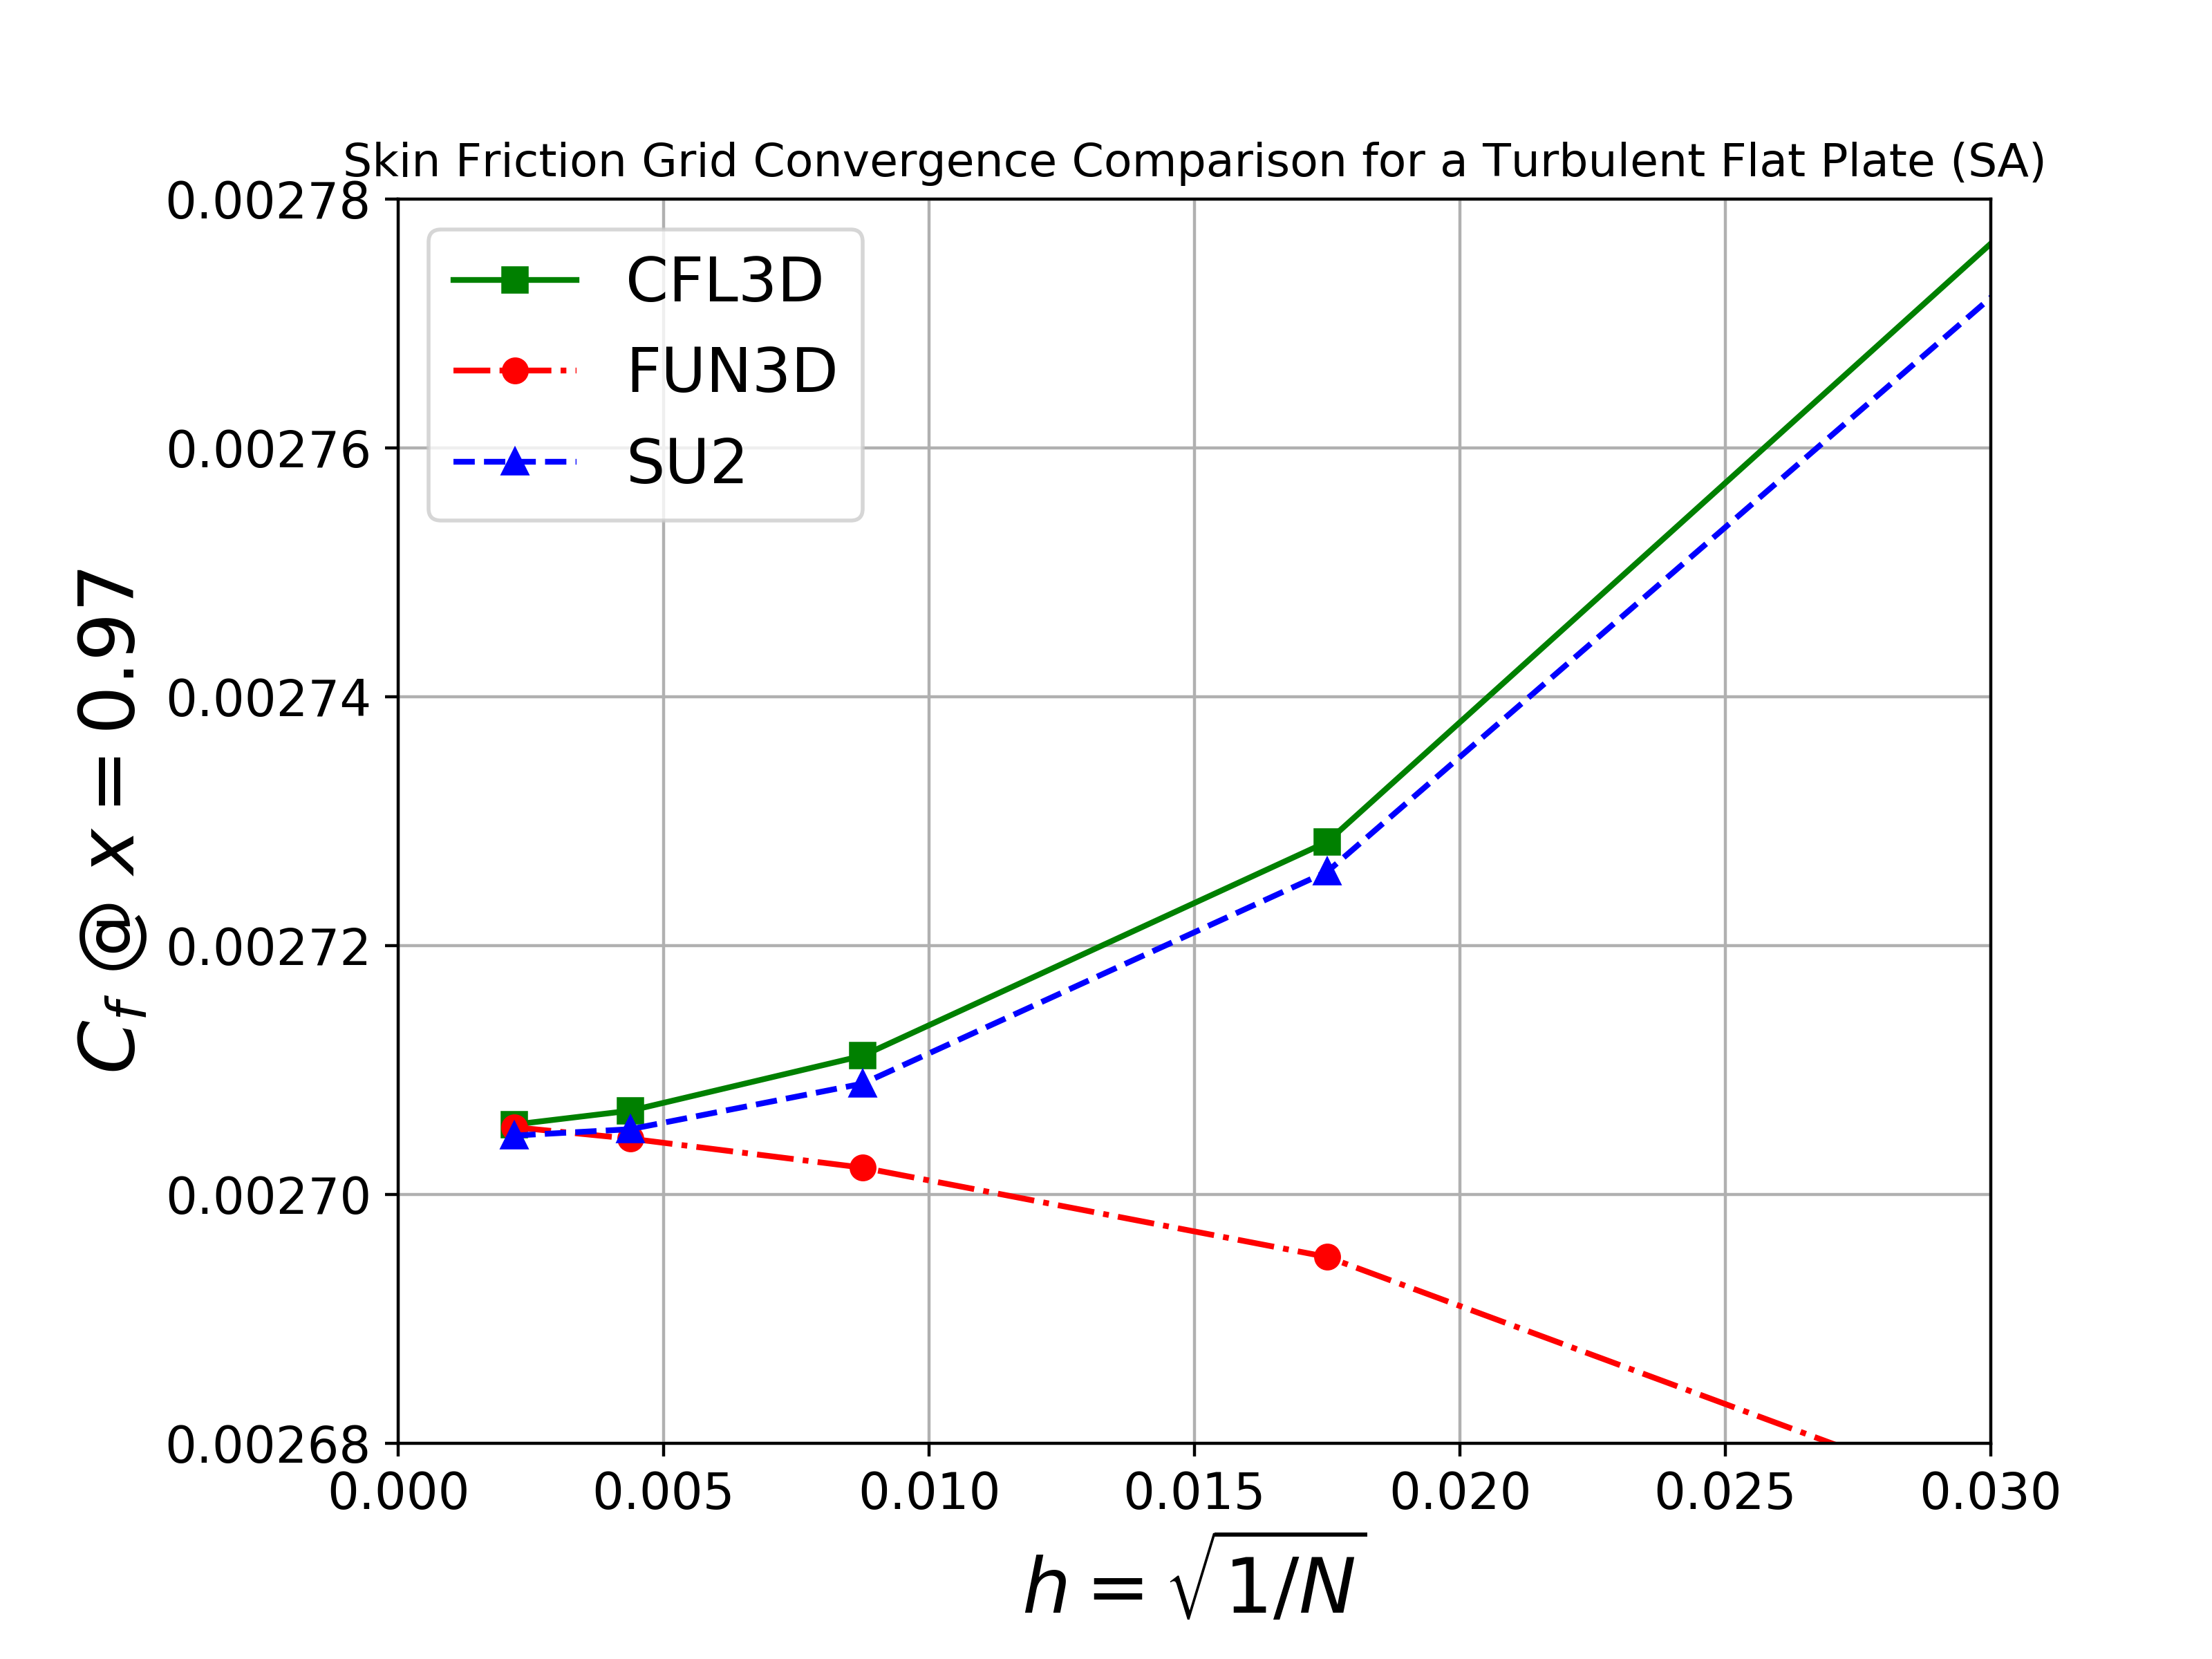 Skin Friction Grid Convergence Comparison for a Turbulent Flat Plate (SA)
0.00278
0.00276
0.00274
0.00272
0.00270
0.00268
CFL3D
FUN3D
SU2
C_f @ x = 0.97
0.000 0.005 0.010 0.015 0.020 0.025 0.030
h = √1/N